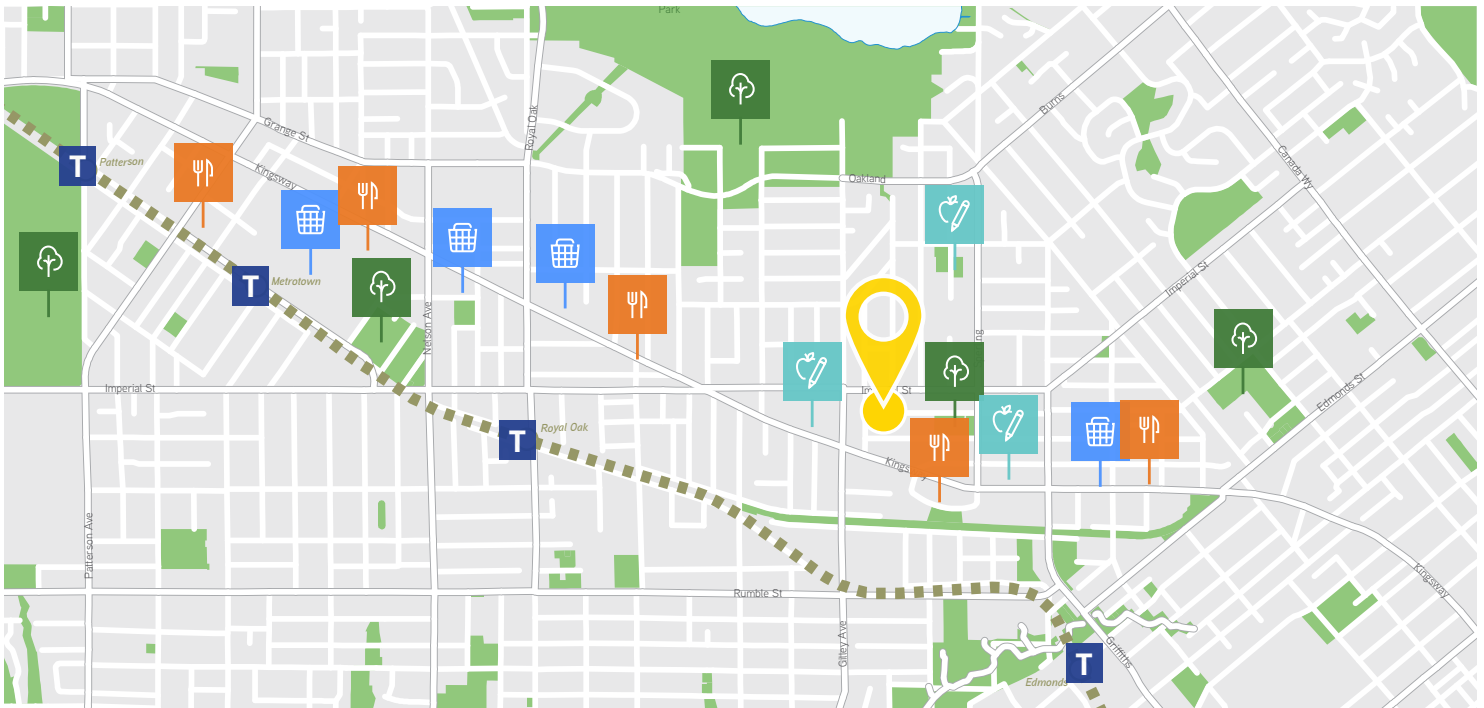 Park
Royal Oak
Burns
Grange St
Canada Wy
T
Patterson
Kingsway
Oakland
T
Metrotown
Imperial St
Nelson Ave
ng
Imperial St
Edmonds St
T
Royal Oak
Kingsway
Patterson Ave
Rumble St
Kingsway
Gilley Ave
Griffiths
T
Edmonds